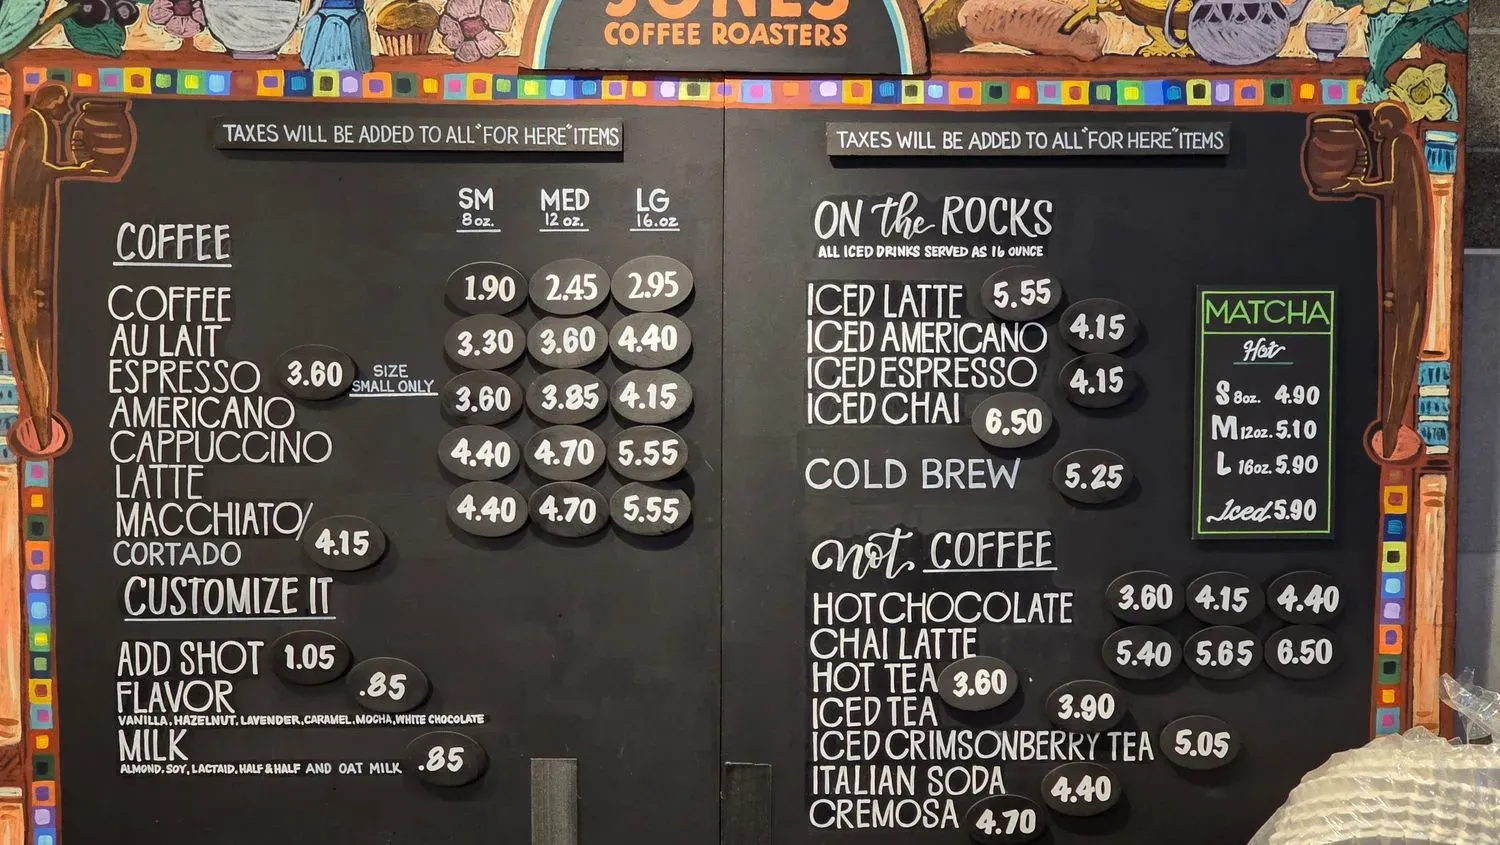 JONES
COFFEE ROASTERS
TAXES WILL BE ADDED TO ALL "FOR HERE" ITEMS
SM MED LG
8 oz. 12 oz. 16.oz
COFFEE
COFFEE 1.90 2.45 2.95
AU LAIT 3.30 3.60 4.40
ESPRESSO 3.60 SIZE SMALL ONLY
AMERICANO 3.60 3.85 4.15
CAPPUCCINO 4.40 4.70 5.55
LATTE 4.40 4.70 5.55
MACCHIATO/
CORTADO 4.15
CUSTOMIZE IT
ADD SHOT 1.05
FLAVOR .85
VANILLA, HAZELNUT, LAVENDER, CARAMEL, MOCHA, WHITE CHOCOLATE
MILK .85
ALMOND, SOY, LACTAID, HALF & HALF AND OAT MILK
TAXES WILL BE ADDED TO ALL "FOR HERE" ITEMS
ON the ROCKS
ALL ICED DRINKS SERVED AS 16 OUNCE
ICED LATTE 5.55
ICED AMERICANO 4.15
ICED ESPRESSO 4.15
ICED CHAI 6.50
COLD BREW 5.25
MATCHA
Hot
S 8oz. 4.90
M 12oz. 5.10
L 16oz. 5.90
Iced 5.90
not COFFEE
HOT CHOCOLATE 3.60 4.15 4.40
CHAI LATTE 5.40 5.65 6.50
HOT TEA 3.60
ICED TEA 3.90
ICED CRIMSONBERRY TEA 5.05
ITALIAN SODA 4.40
CREMOSA 4.70